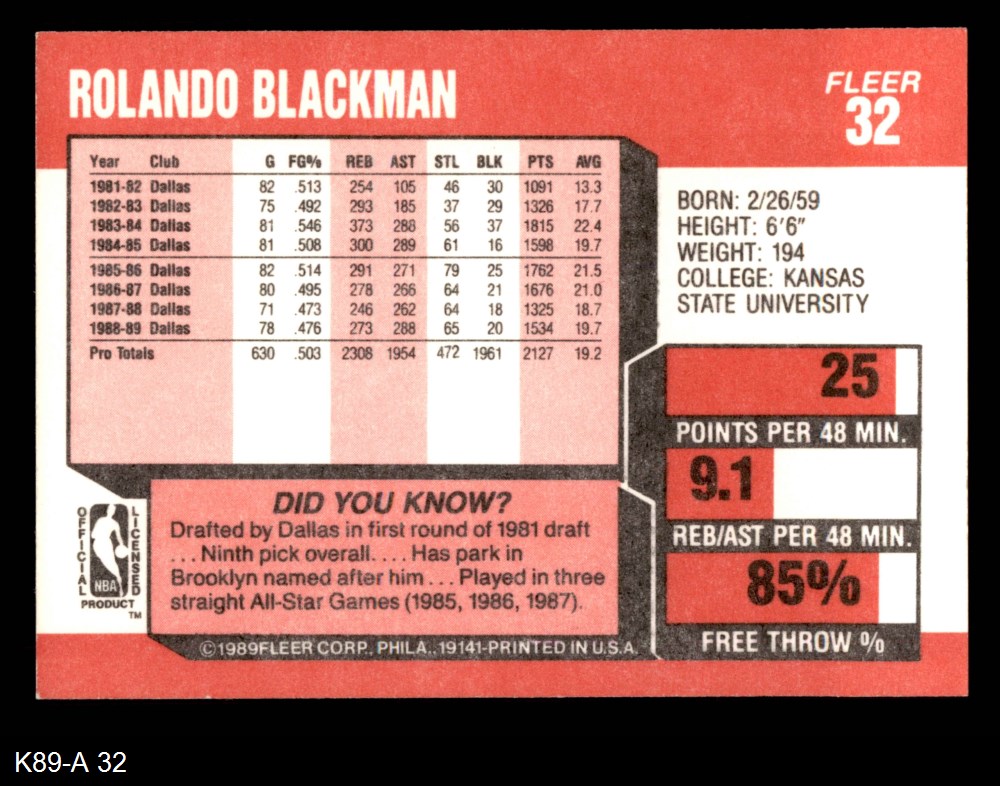 ROLANDO BLACKMAN
FLEER
32
Year Club G FG% REB AST STL BLK PTS AVG
1981-82 Dallas 82 .513 254 105 46 30 1091 13.3
1982-83 Dallas 75 .492 293 185 37 29 1326 17.7
1983-84 Dallas 81 .546 373 288 56 37 1815 22.4
1984-85 Dallas 81 .508 300 289 61 16 1598 19.7
1985-86 Dallas 82 .514 291 271 79 25 1762 21.5
1986-87 Dallas 80 .495 278 266 64 21 1676 21.0
1987-88 Dallas 71 .473 246 262 64 18 1325 18.7
1988-89 Dallas 78 .476 273 288 65 20 1534 19.7
Pro Totals 630 .503 2308 1954 472 1961 2127 19.2
BORN: 2/26/59
HEIGHT: 6'6"
WEIGHT: 194
COLLEGE: KANSAS
STATE UNIVERSITY
25
POINTS PER 48 MIN.
9.1
REB/AST PER 48 MIN.
85%
FREE THROW %
OFFICIAL
LICENSED
NBA
PRODUCT
TM
DID YOU KNOW?
Drafted by Dallas in first round of 1981 draft
... Ninth pick overall.... Has park in
Brooklyn named after him ... Played in three
straight All-Star Games (1985, 1986, 1987).
©1989FLEER CORP., PHILA., 19141-PRINTED IN U.S.A.
K89-A 32